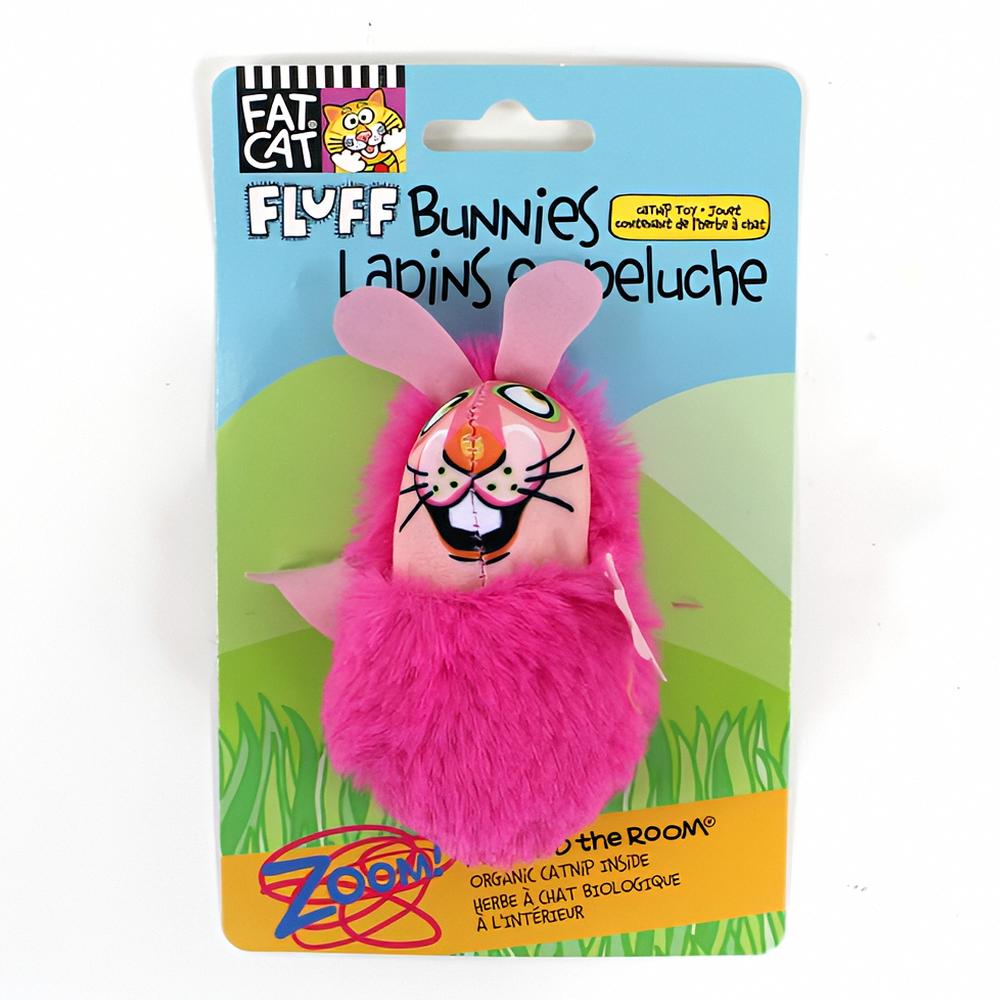 FAT
CAT®
FLUFF BUNNiES
CATNiP TOY • JOUET
contenant de l'herbe à chat
LapiNS peluche
ZOOM!
the ROOM®
ORGANiC CATNiP INSiDE
HERBE À CHAT BiOLOGiQUE
À L'INTÉRiEUR